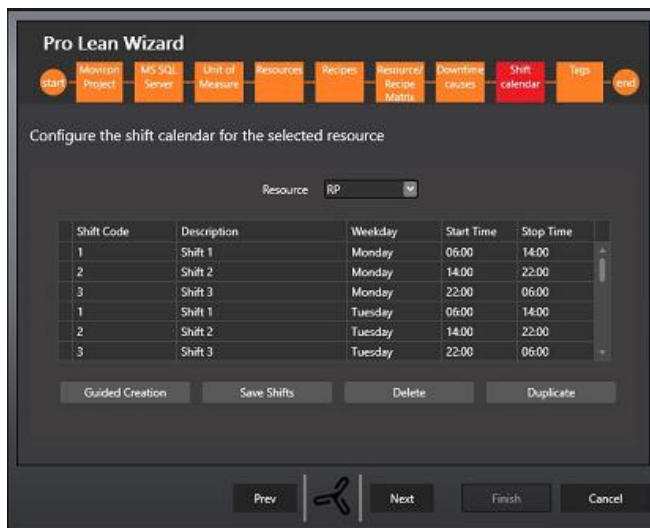 Pro Lean Wizard
start
Movicon
Project
MS SQL
Server
Unit of
Measure
Resources
Recipes
Resource/
Recipe
Matrix
Downtime
causes
Shift
calendar
Tags
end
Configure the shift calendar for the selected resource
Resource RP
Shift Code Description Weekday Start Time Stop Time
1 Shift 1 Monday 06:00 14:00
2 Shift 2 Monday 14:00 22:00
3 Shift 3 Monday 22:00 06:00
1 Shift 1 Tuesday 06:00 14:00
2 Shift 2 Tuesday 14:00 22:00
3 Shift 3 Tuesday 22:00 06:00
Guided Creation Save Shifts Delete Duplicate
Prev Next Finish Cancel